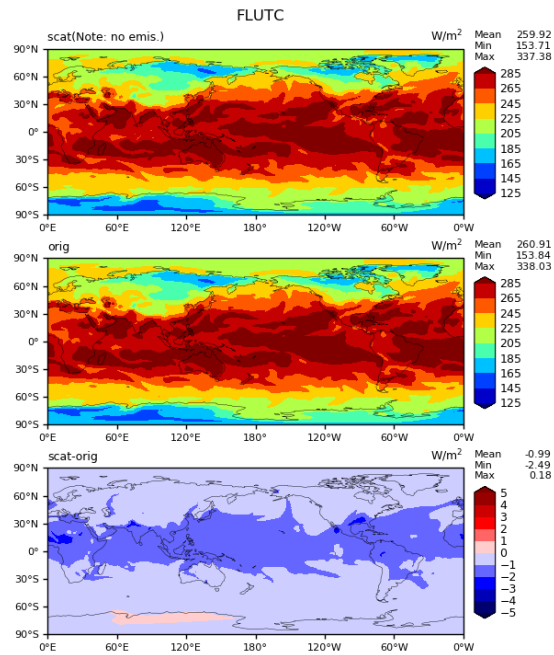 FLUTC
scat(Note: no emis.) W/m² Mean 259.92
Min 153.71
Max 337.38
90°N
60°N
30°N
0°
30°S
60°S
90°S
0°E 60°E 120°E 180°W 120°W 60°W 0°W
285
265
245
225
205
185
165
145
125
orig W/m² Mean 260.91
Min 153.84
Max 338.03
90°N
60°N
30°N
0°
30°S
60°S
90°S
0°E 60°E 120°E 180°W 120°W 60°W 0°W
285
265
245
225
205
185
165
145
125
scat-orig W/m² Mean -0.99
Min -2.49
Max 0.18
90°N
60°N
30°N
0°
30°S
60°S
90°S
0°E 60°E 120°E 180°W 120°W 60°W 0°W
5
4
3
2
1
0
−1
−2
−3
−4
−5